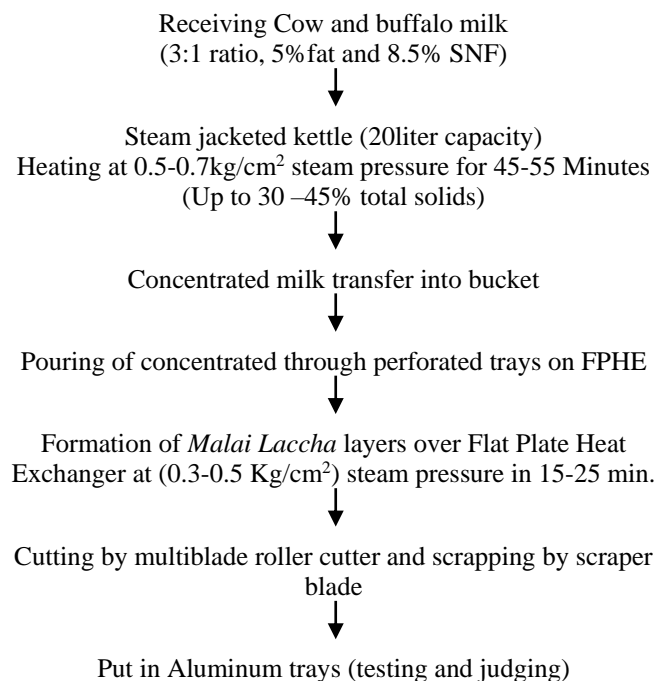 Receiving Cow and buffalo milk
(3:1 ratio, 5%fat and 8.5% SNF)
Steam jacketed kettle (20liter capacity)
Heating at 0.5-0.7kg/cm² steam pressure for 45-55 Minutes
(Up to 30 –45% total solids)
Concentrated milk transfer into bucket
Pouring of concentrated through perforated trays on FPHE
Formation of Malai Laccha layers over Flat Plate Heat
Exchanger at (0.3-0.5 Kg/cm²) steam pressure in 15-25 min.
Cutting by multiblade roller cutter and scrapping by scraper
blade
Put in Aluminum trays (testing and judging)